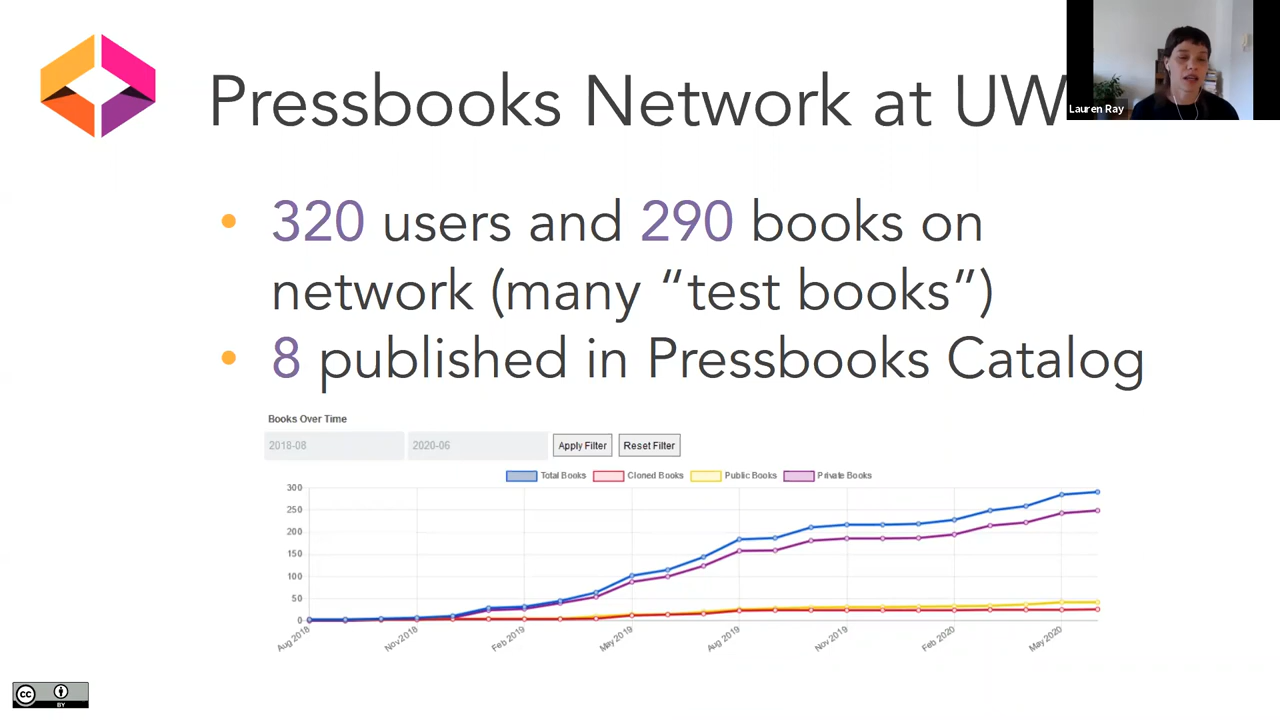 Pressbooks Network at UW
Lauren Ray
• 320 users and 290 books on
network (many “test books”)
• 8 published in Pressbooks Catalog
Books Over Time
2018-08 2020-06 Apply Filter Reset Filter
Total Books Cloned Books Public Books Private Books
300
250
200
150
100
50
0
Aug 2018 Nov 2018 Feb 2019 May 2019 Aug 2019 Nov 2019 Feb 2020 May 2020
CC BY